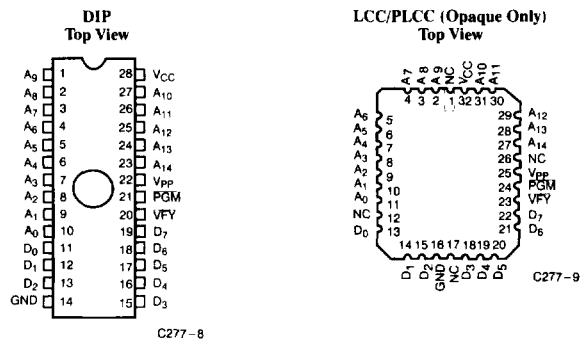 DIP
Top View
A9 1 28 VCC
A8 2 27 A10
A7 3 26 A11
A6 4 25 A12
A5 5 24 A13
A4 6 23 A14
A3 7 22 VPP
A2 8 21 PGM
A1 9 20 VFY
A0 10 19 D7
D0 11 18 D6
D1 12 17 D5
D2 13 16 D4
GND 14 15 D3
C277-8
LCC/PLCC (Opaque Only)
Top View
A7 A8 A9 NC VCC A10 A11
4 3 2 1 32 31 30
A6 5 29 A12
A5 6 28 A13
A4 7 27 A14
A3 8 26 NC
A2 9 25 VPP
A1 10 24 PGM
A0 11 23 VFY
NC 12 22 D7
D0 13 21 D6
14 15 16 17 18 19 20
D1 D2 GND NC D3 D4 D5
C277-9